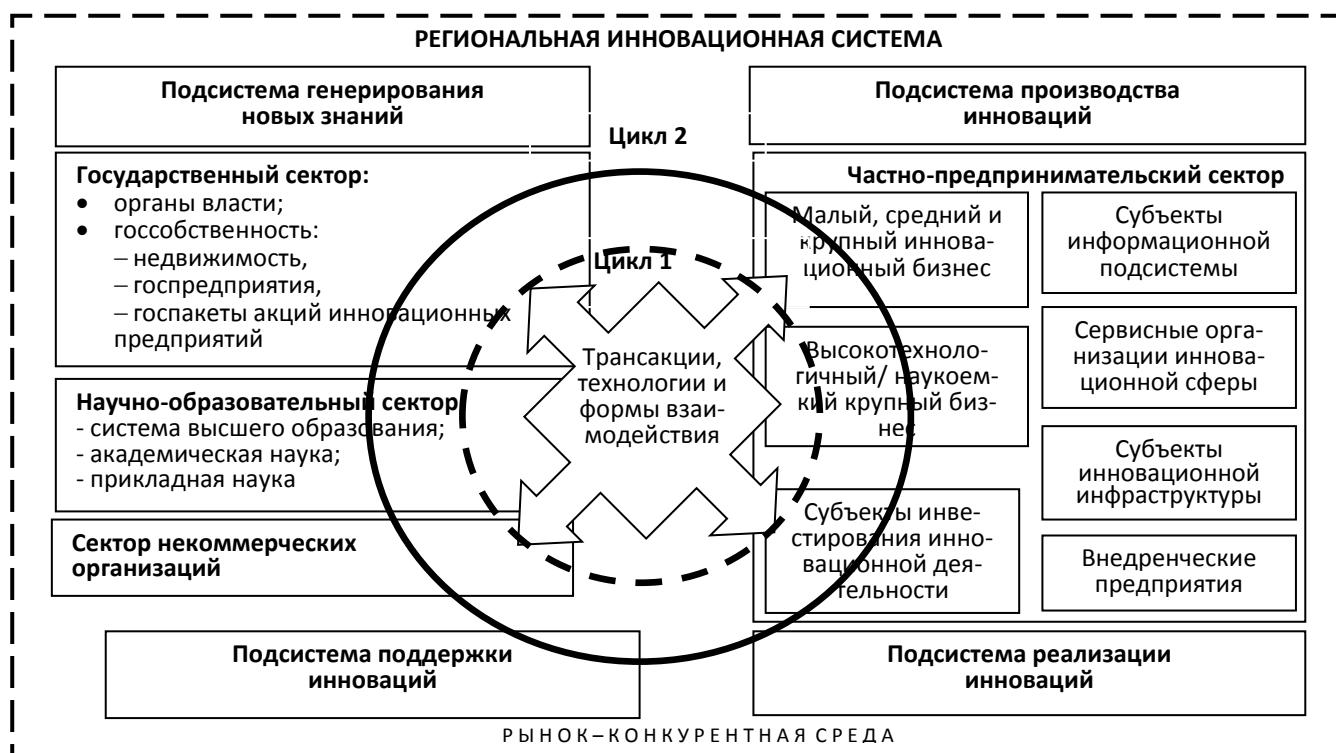 РЕГИОНАЛЬНАЯ ИННОВАЦИОННАЯ СИСТЕМА
Подсистема генерирования
новых знаний
Подсистема производства
инноваций
Цикл 2
Государственный сектор:
• органы власти;
• госсобственность:
– недвижимость,
– госпредприятия,
– госпакеты акций инновационных
предприятий
Научно-образовательный сектор
- система высшего образования;
- академическая наука;
- прикладная наука
Сектор некоммерческих
организаций
Цикл 1
Трансакции,
технологии и
формы взаи-
модействия
Частно-предпринимательский сектор
Малый, средний и
крупный иннова-
ционный бизнес
Высокотехноло-
гичный/ наукоем-
кий крупный биз-
нес
Субъекты инве-
стирования инно-
вационной дея-
тельности
Субъекты
информационной
подсистемы
Сервисные орга-
низации иннова-
ционной сферы
Субъекты
инновационной
инфраструктуры
Внедренческие
предприятия
Подсистема поддержки
инноваций
Подсистема реализации
инноваций
РЫНОК–КОНКУРЕНТНАЯ СРЕДА